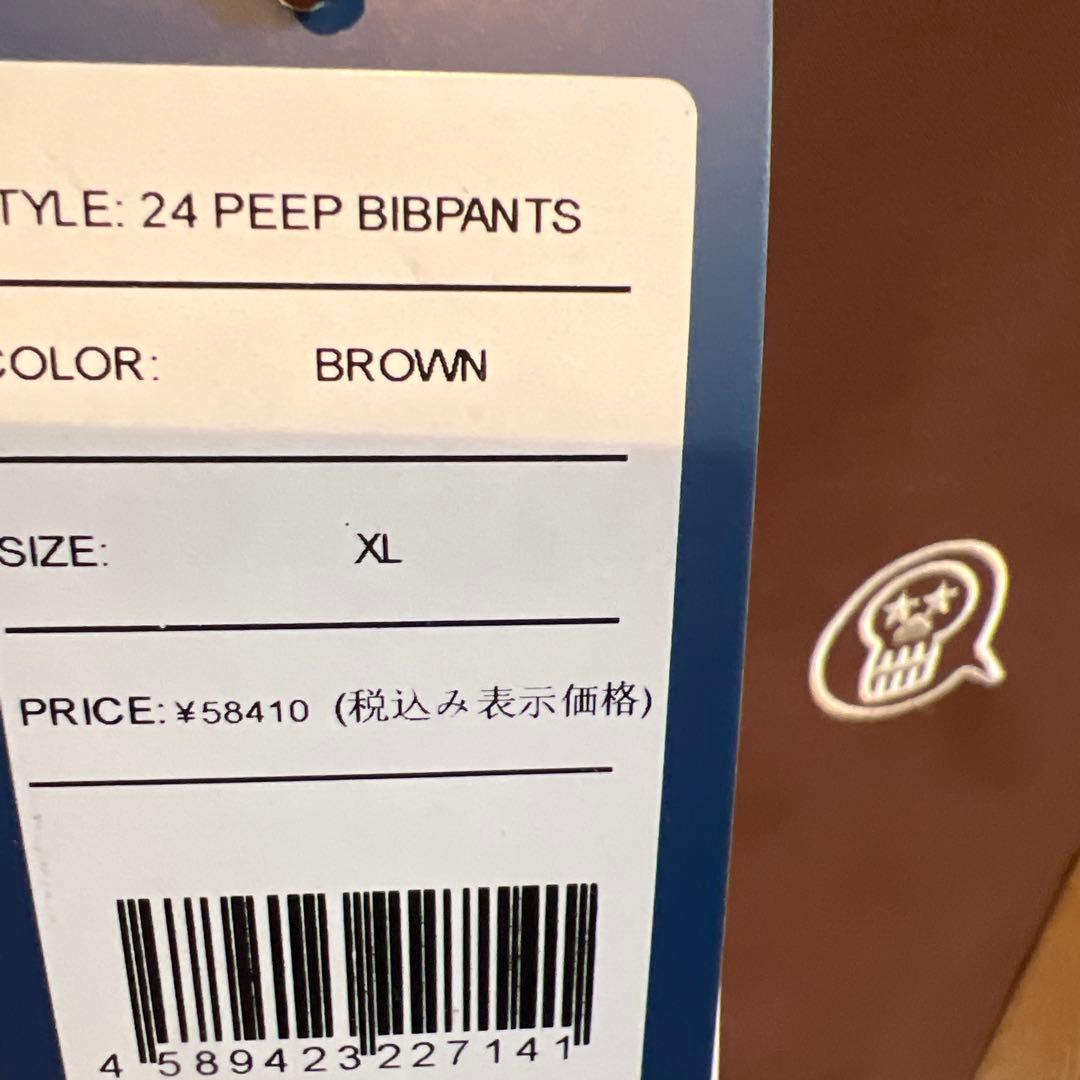 TYLE: 24 PEEP BIBPANTS
COLOR: BROWN
SIZE: XL
PRICE: ¥58410 (税込み表示価格)
4 589423 227141